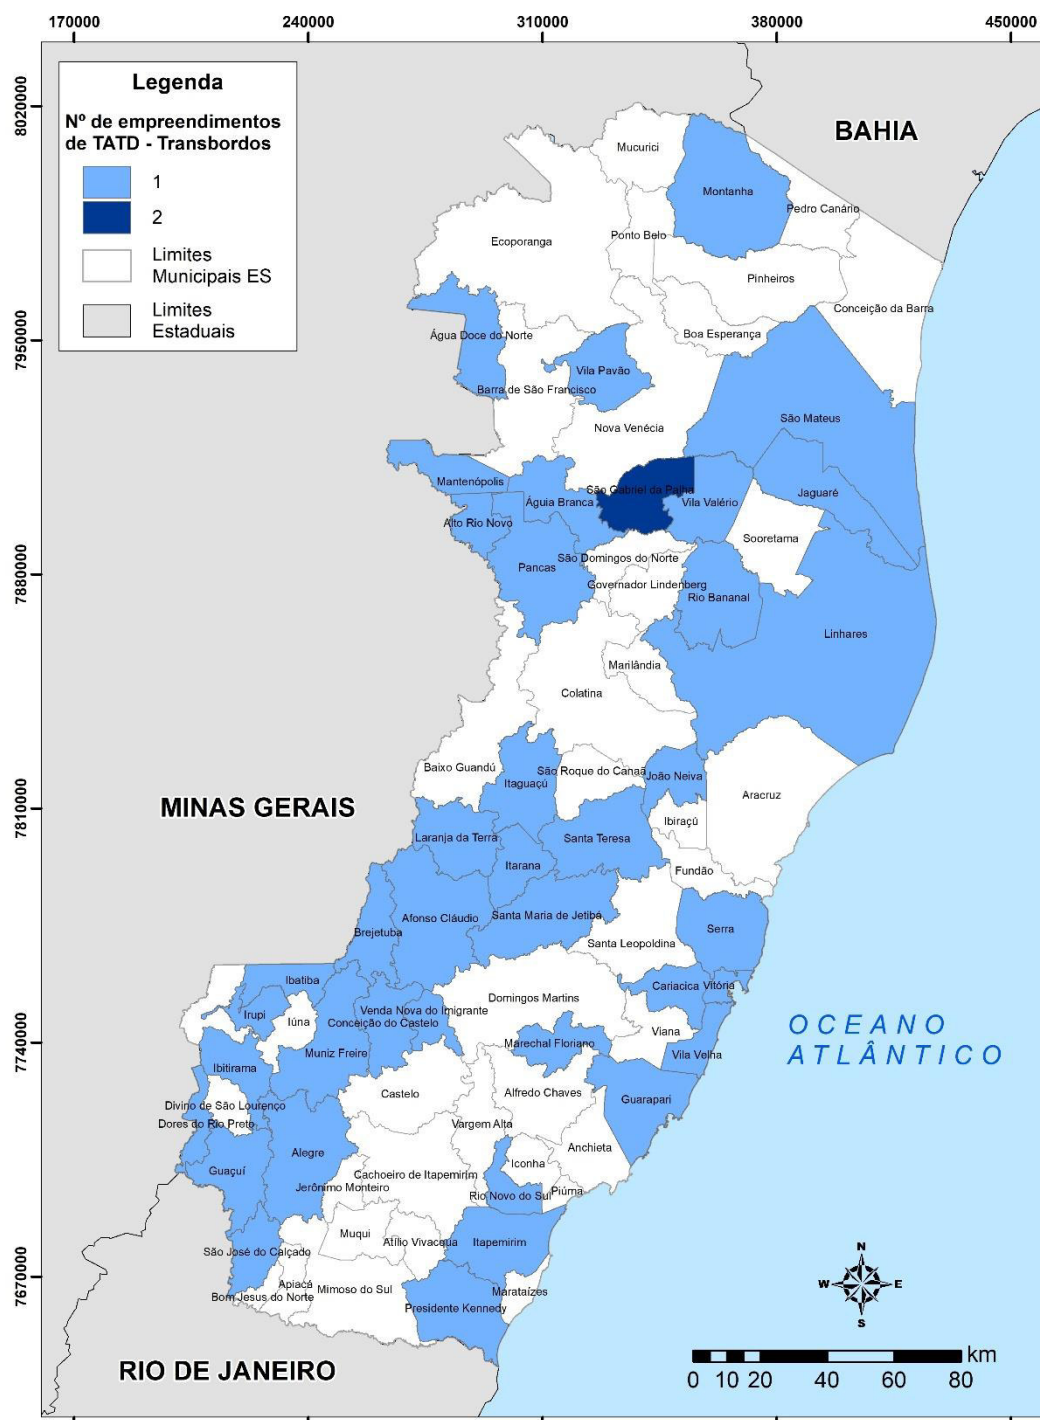 170000
240000
310000
380000
450000
8020000
7950000
7880000
7810000
7740000
7670000
Legenda
Nº de empreendimentos
de TATD - Transbordos
1
2
Limites
Municipais ES
Limites
Estaduais
BAHIA
MINAS GERAIS
RIO DE JANEIRO
OCEANO
ATLÂNTICO
Mucurici
Montanha
Pedro Canário
Ponto Belo
Ecoporanga
Pinheiros
Conceição da Barra
Boa Esperança
Água Doce do Norte
Vila Pavão
Barra de São Francisco
São Mateus
Nova Venécia
Mantenópolis
São Gabriel da Palha
Jaguaré
Águia Branca
Vila Valério
Alto Rio Novo
Sooretama
São Domingos do Norte
Pancas
Governador Lindenberg
Rio Bananal
Linhares
Marilândia
Colatina
Baixo Guandú
São Roque do Canaã
João Neiva
Itaguaçú
Aracruz
Ibiraçú
Laranja da Terra
Santa Teresa
Itarana
Fundão
Afonso Cláudio
Santa Maria de Jetibá
Brejetuba
Serra
Santa Leopoldina
Ibatiba
Cariacica
Vitória
Domingos Martins
Venda Nova do Imigrante
Irupi
Iúna
Conceição do Castelo
Viana
Marechal Floriano
Muniz Freire
Vila Velha
Ibitirama
Castelo
Alfredo Chaves
Guarapari
Divino de São Lourenço
Dores do Rio Preto
Vargem Alta
Anchieta
Alegre
Iconha
Guaçuí
Cachoeiro de Itapemirim
Jerônimo Monteiro
Piúma
Rio Novo do Sul
Muqui
Atílio Vivacqua
Itapemirim
São José do Calçado
Apiacá
Mimoso do Sul
Marataízes
Bom Jesus do Norte
Presidente Kennedy
N
W
E
S
km
0 10 20 40 60 80